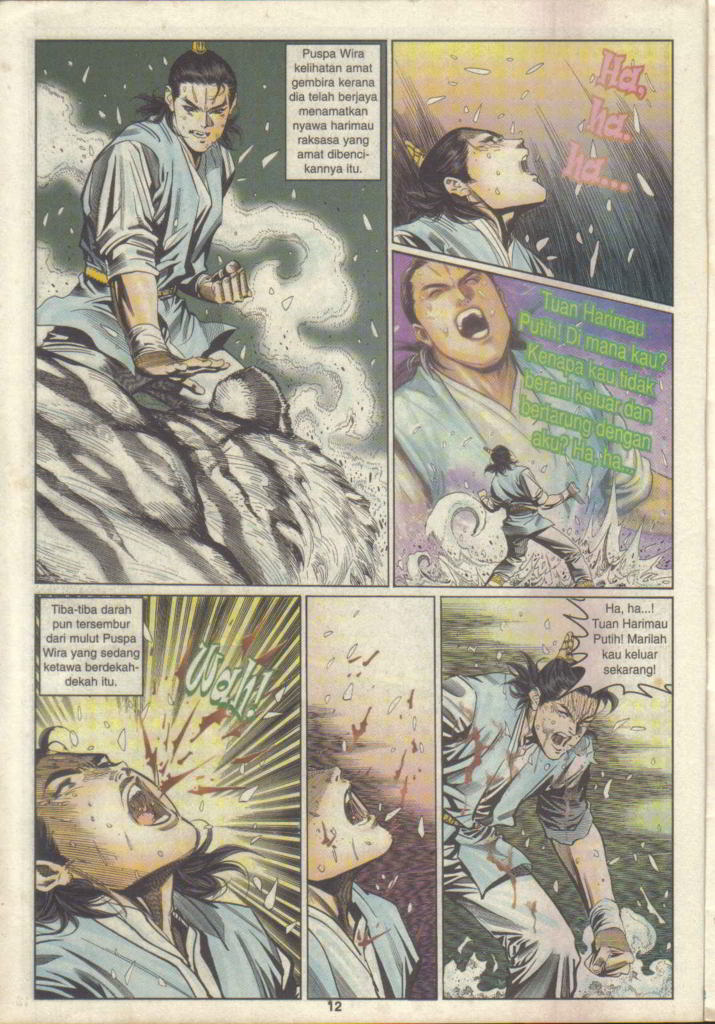 Puspa Wira
kelihatan amat
gembira kerana
dia telah berjaya
menamatkan
nyawa harimau
raksasa yang
amat dibenci-
kannya itu.
Ha,
ha.
ha...
Tuan Harimau
Putih! Di mana kau?
Kenapa kau tidak
berani keluar dan
bertarung dengan
aku? Ha, ha...
Tiba-tiba darah
pun tersembur
dari mulut Puspa
Wira yang sedang
ketawa berdekah-
dekah itu.
Wah!
Ha, ha...!
Tuan Harimau
Putih! Marilah
kau keluar
sekarang!
12